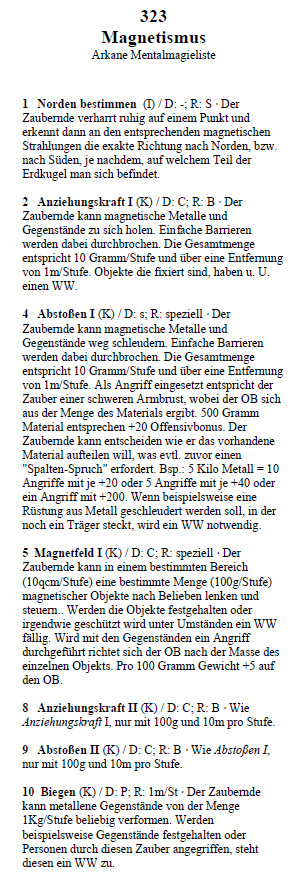 323
Magnetismus
Arkane Mentalmagieliste
1 Norden bestimmen (I) / D: -; R: S · Der
Zaubernde verharrt ruhig auf einem Punkt und
erkennt dann an den entsprechenden magnetischen
Strahlungen die exakte Richtung nach Norden, bzw.
nach Süden, je nachdem, auf welchem Teil der
Erdkugel man sich befindet.
2 Anziehungskraft I (K) / D: C; R: B · Der
Zaubernde kann magnetische Metalle und
Gegenstände zu sich holen. Einfache Barrieren
werden dabei durchbrochen. Die Gesamtmenge
entspricht 10 Gramm/Stufe und über eine Entfernung
von 1m/Stufe. Objekte die fixiert sind, haben u. U.
einen WW.
4 Abstoßen I (K) / D: s; R: speziell · Der
Zaubernde kann magnetische Metalle und
Gegenstände weg schleudern. Einfache Barrieren
werden dabei durchbrochen. Die Gesamtmenge
entspricht 10 Gramm/Stufe und über eine Entfernung
von 1m/Stufe. Als Angriff eingesetzt entspricht der
Zauber einer schweren Armbrust, wobei der OB sich
aus der Menge des Materials ergibt. 500 Gramm
Material entsprechen +20 Offensivbonus. Der
Zaubernde kann entscheiden wie er das vorhandene
Material aufteilen will, was evtl. zuvor einen
"Spalten-Spruch" erfordert. Bsp.: 5 Kilo Metall = 10
Angriffe mit je +20 oder 5 Angriffe mit je +40 oder
ein Angriff mit +200. Wenn beispielsweise eine
Rüstung aus Metall geschleudert werden soll, in der
noch ein Träger steckt, wird ein WW notwendig.
5 Magnetfeld I (K) / D: C; R: speziell · Der
Zaubernde kann in einem bestimmten Bereich
(10qcm/Stufe) eine bestimmte Menge (100g/Stufe)
magnetischer Objekte nach Belieben lenken und
steuern.. Werden die Objekte festgehalten oder
irgendwie geschützt wird unter Umständen ein WW
fällig. Wird mit den Gegenständen ein Angriff
durchgeführt richtet sich der OB nach der Masse des
einzelnen Objekts. Pro 100 Gramm Gewicht +5 auf
den OB.
8 Anziehungskraft II (K) / D: C; R: B · Wie
Anziehungskraft I, nur mit 100g und 10m pro Stufe.
9 Abstoßen II (K) / D: C; R: B · Wie Abstoßen I,
nur mit 100g und 10m pro Stufe.
10 Biegen (K) / D: P; R: 1m/St · Der Zaubernde
kann metallene Gegenstände von der Menge
1Kg/Stufe beliebig verformen. Werden
beispielsweise Gegenstände festgehalten oder
Personen durch diesen Zauber angegriffen, steht
diesen ein WW zu.